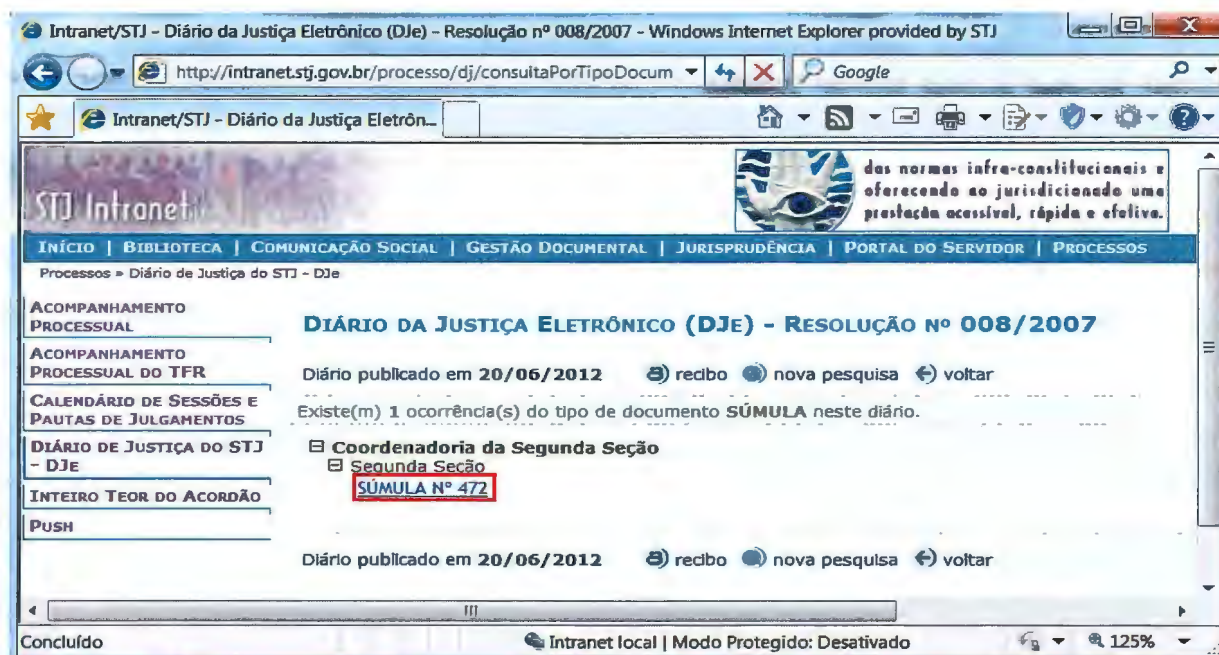 Intranet/STJ - Diário da Justiça Eletrônico (DJe) - Resolução nº 008/2007 - Windows Internet Explorer provided by STJ
http://intranet.stj.gov.br/processo/dj/consultaPorTipoDocum
Google
Intranet/STJ - Diário da Justiça Eletrôn...
STJ Intranet
das normas infra-constitucionais e
oferecendo ao jurisdicionado uma
prestação acessível, rápida e efetiva.
INÍCIO | BIBLIOTECA | COMUNICAÇÃO SOCIAL | GESTÃO DOCUMENTAL | JURISPRUDÊNCIA | PORTAL DO SERVIDOR | PROCESSOS
Processos » Diário de Justiça do STJ - DJe
ACOMPANHAMENTO
PROCESSUAL
ACOMPANHAMENTO
PROCESSUAL DO TFR
CALENDÁRIO DE SESSÕES E
PAUTAS DE JULGAMENTOS
DIÁRIO DE JUSTIÇA DO STJ
- DJE
INTEIRO TEOR DO ACORDÃO
PUSH
DIÁRIO DA JUSTIÇA ELETRÔNICO (DJE) - RESOLUÇÃO Nº 008/2007
Diário publicado em 20/06/2012 recibo nova pesquisa voltar
Existe(m) 1 ocorrência(s) do tipo de documento SÚMULA neste diário.
Coordenadoria da Segunda Seção
Segunda Seção
SÚMULA Nº 472
Diário publicado em 20/06/2012 recibo nova pesquisa voltar
Concluído
Intranet local | Modo Protegido: Desativado
125%